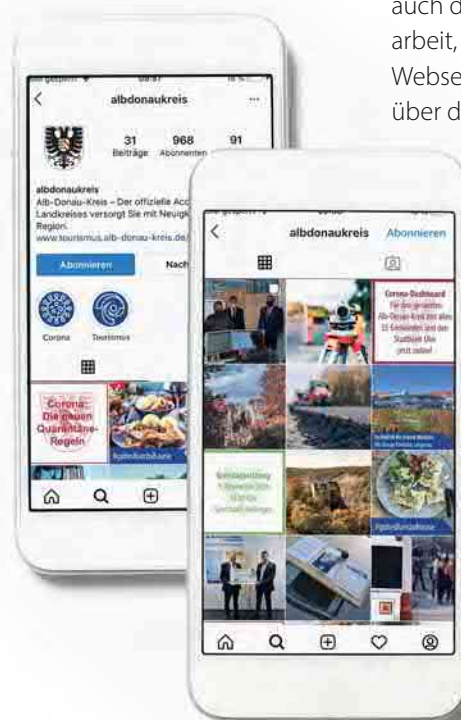 auch d
arbeit,
Webse
über d
albdonaukreis
31 968 91
Beiträge Abonnenten
albdonaukreis
Alb-Donau-Kreis – Der offizielle Acc
Landkreises versorgt Sie mit Neuigk
Region.
www.tourismus.alb-donau-kreis.de
Abonnieren Nach
Corona Tourismus
Corona:
Die neuen
Quarantäne-
Regeln
albdonaukreis Abonnieren
Corona-Dashboard
Für den gesamten
Alb-Donau-Kreis mit allen
55 Gemeinden und den
Stadtkreis Ulm
jetzt online!